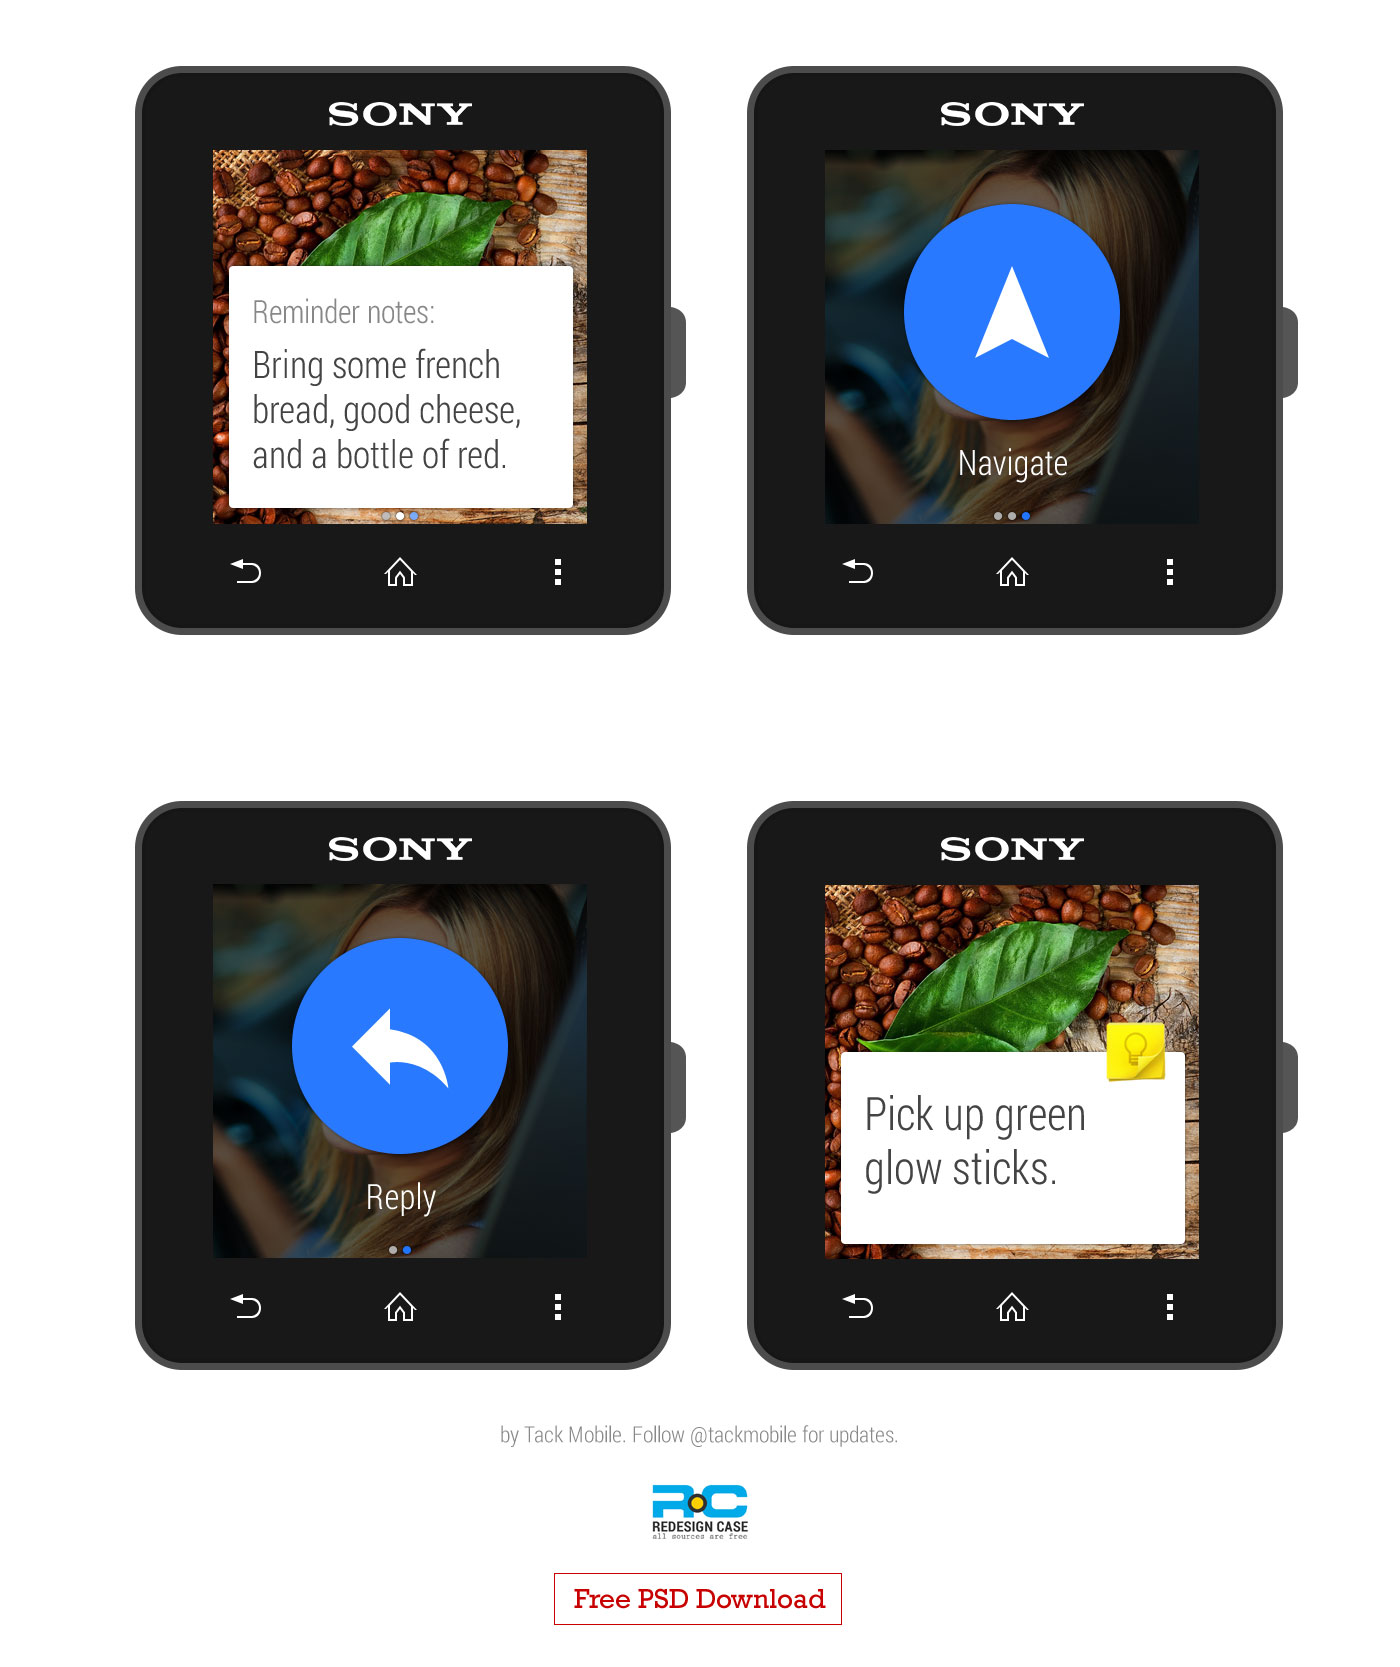 SONY
Reminder notes:
Bring some french
bread, good cheese,
and a bottle of red.
SONY
Navigate
SONY
Reply
SONY
Pick up green
glow sticks.
by Tack Mobile. Follow @tackmobile for updates.
RC
REDESIGN CASE
all sources are free
Free PSD Download